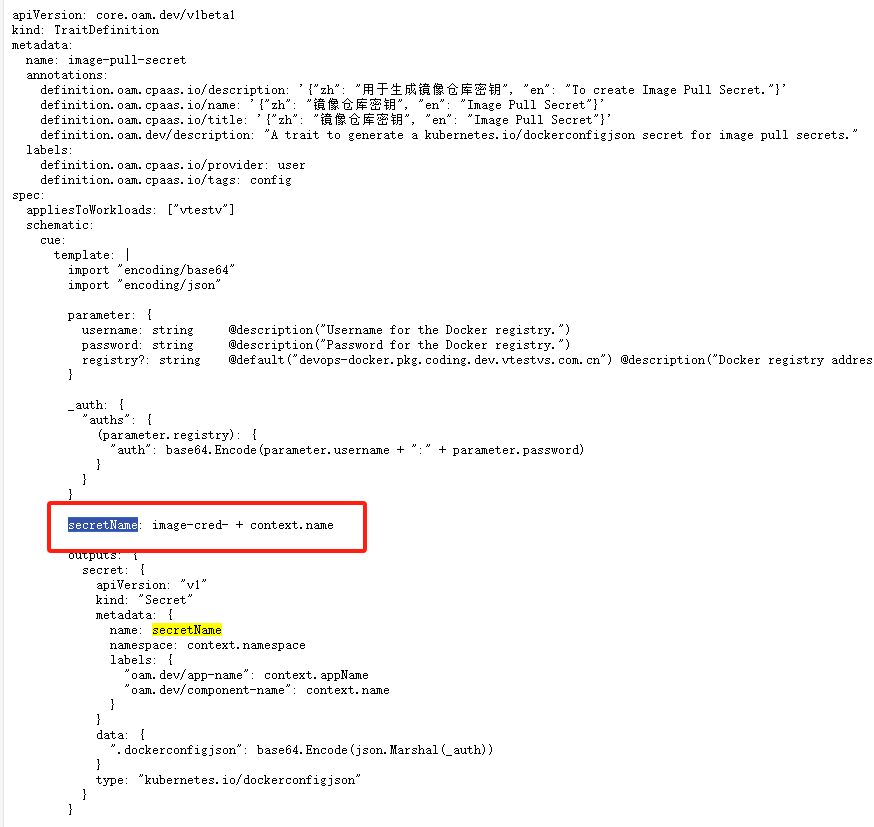 apiVersion: core.oam.dev/v1beta1
kind: TraitDefinition
metadata:
  name: image-pull-secret
  annotations:
    definition.oam.cpaas.io/description: '{"zh": "用于生成镜像仓库密钥", "en": "To create Image Pull Secret."}'
    definition.oam.cpaas.io/name: '{"zh": "镜像仓库密钥", "en": "Image Pull Secret"}'
    definition.oam.cpaas.io/title: '{"zh": "镜像仓库密钥", "en": "Image Pull Secret"}'
    definition.oam.dev/description: "A trait to generate a kubernetes.io/dockerconfigjson secret for image pull secrets."
  labels:
    definition.oam.cpaas.io/provider: user
    definition.oam.cpaas.io/tags: config
spec:
  appliesToWorkloads: ["vtestv"]
  schematic:
    cue:
      template: |
        import "encoding/base64"
        import "encoding/json"
        parameter: {
          username: string    @description("Username for the Docker registry.")
          password: string    @description("Password for the Docker registry.")
          registry?: string    @default("devops-docker.pkg.coding.dev.vtestvs.com.cn") @description("Docker registry addres
        }
        _auth: {
          "auths": {
            (parameter.registry): {
              "auth": base64.Encode(parameter.username + ":" + parameter.password)
            }
          }
        }
        secretName: image-cred- + context.name
        outputs: {
          secret: {
            apiVersion: "v1"
            kind: "Secret"
            metadata: {
              name: secretName
              namespace: context.namespace
              labels: {
                "oam.dev/app-name": context.appName
                "oam.dev/component-name": context.name
              }
            }
            data: {
              ".dockerconfigjson": base64.Encode(json.Marshal(_auth))
            }
            type: "kubernetes.io/dockerconfigjson"
          }
        }